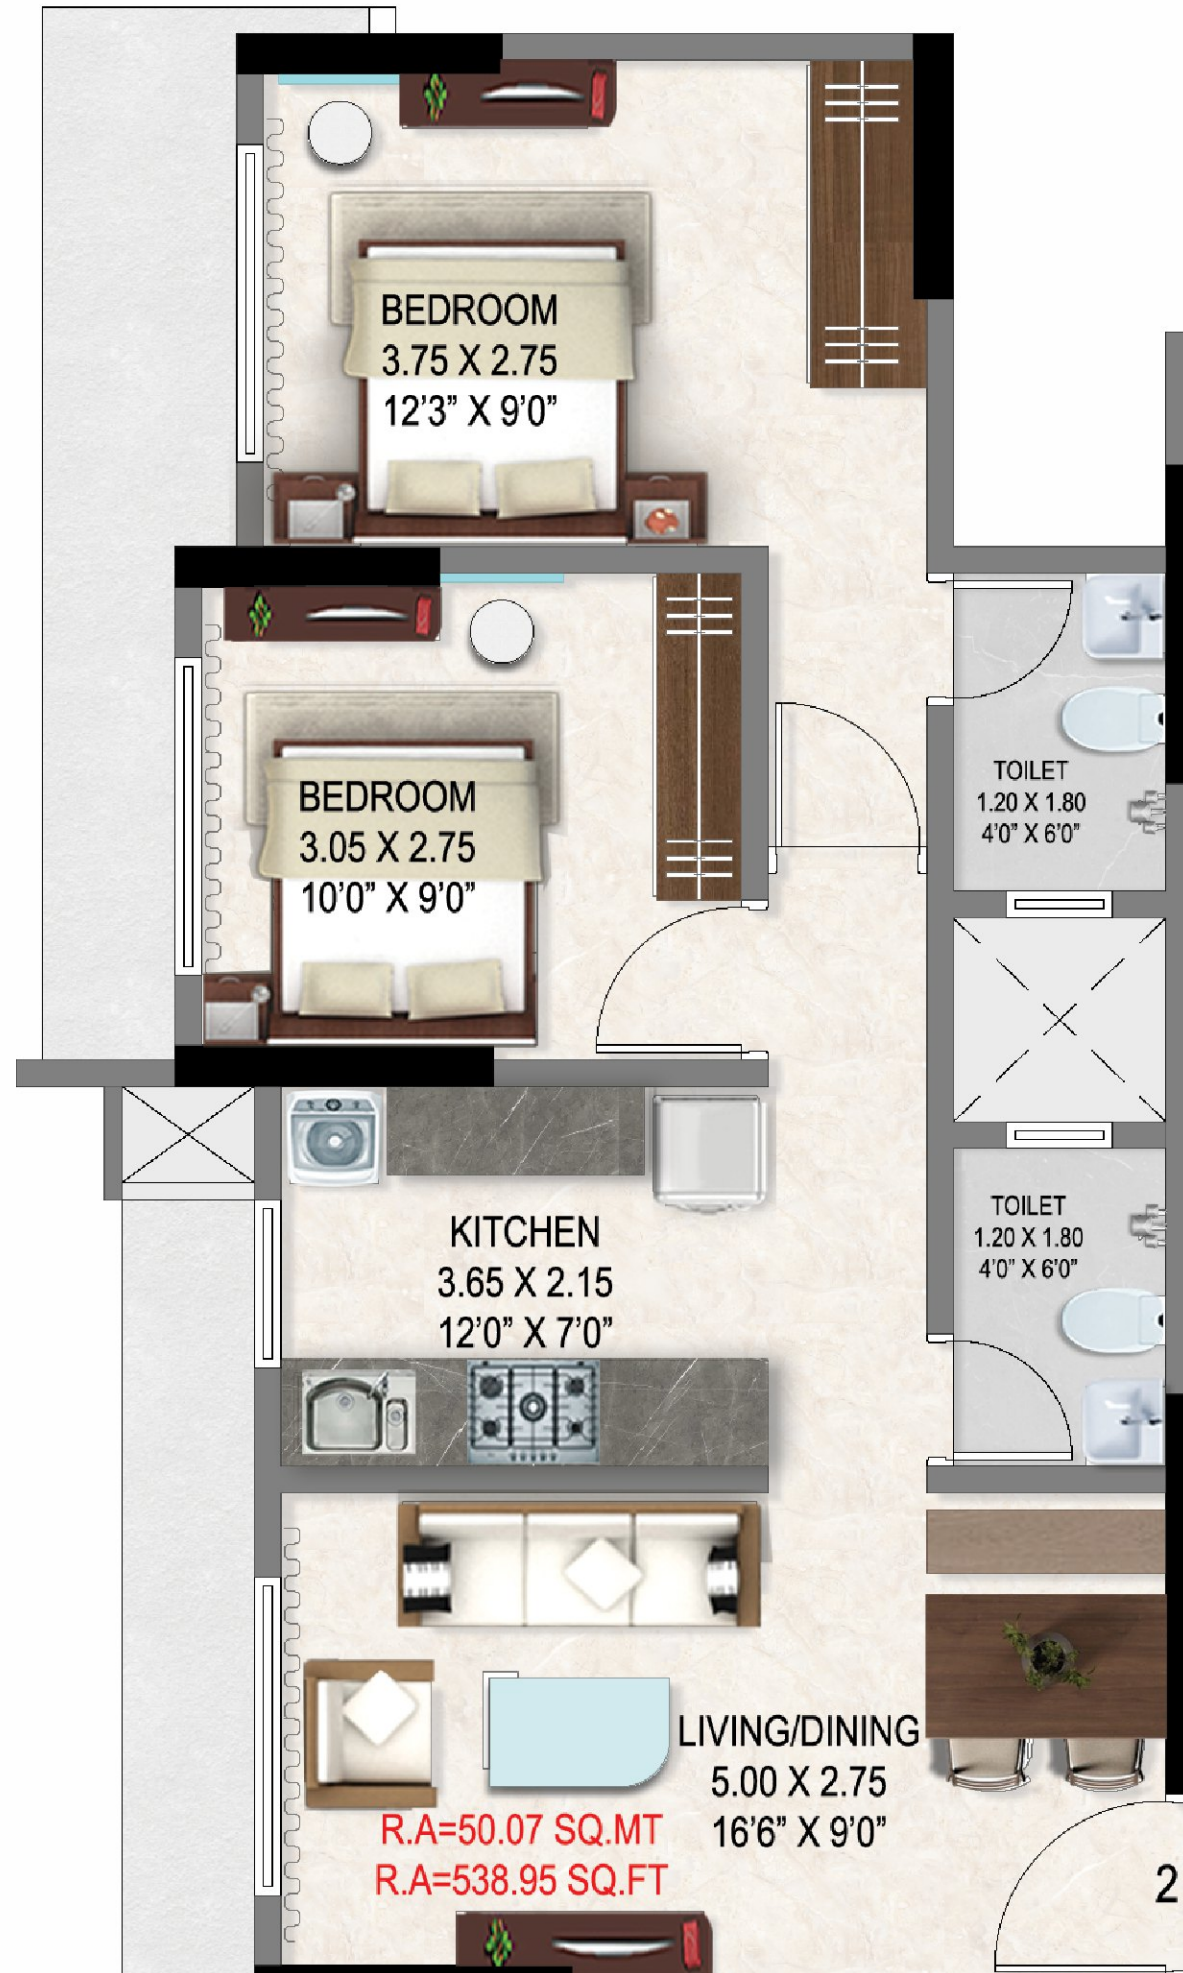 BEDROOM
3.75 X 2.75
12'3” X 9'0”
BEDROOM
3.05 X 2.75
10'0” X 9'0”
TOILET
1.20 X 1.80
4'0” X 6'0”
TOILET
1.20 X 1.80
4'0” X 6'0”
KITCHEN
3.65 X 2.15
12'0” X 7'0”
LIVING/DINING
5.00 X 2.75
16'6” X 9'0”
R.A=50.07 SQ.MT
R.A=538.95 SQ.FT
2